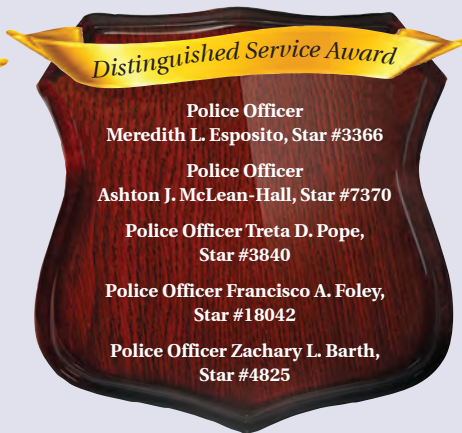 Distinguished Service Award
Police Officer
Meredith L. Esposito, Star #3366
Police Officer
Ashton J. McLean-Hall, Star #7370
Police Officer Treta D. Pope,
Star #3840
Police Officer Francisco A. Foley,
Star #18042
Police Officer Zachary L. Barth,
Star #4825